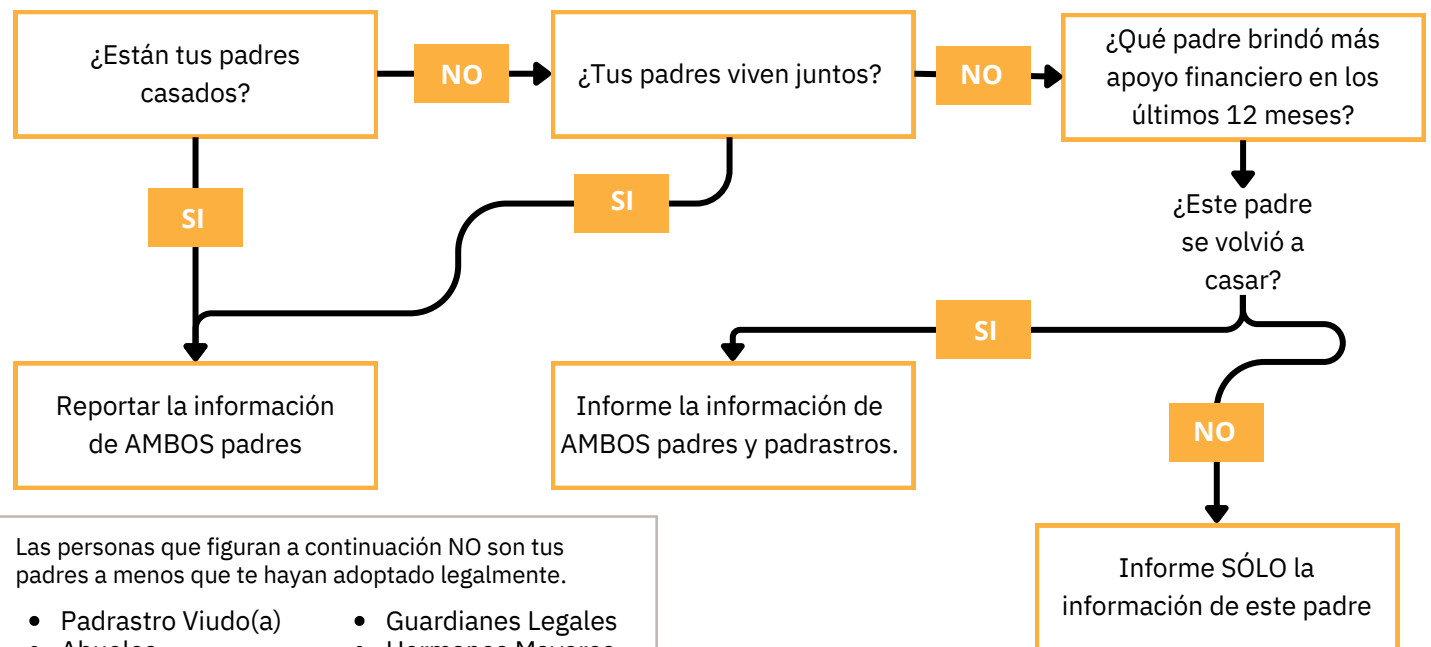 ¿Están tus padres
casados?
NO
¿Tus padres viven juntos?
NO
¿Qué padre brindó más
apoyo financiero en los
últimos 12 meses?
SI
SI
¿Este padre
se volvió a
casar?
SI
NO
Reportar la información
de AMBOS padres
Informe la información de
AMBOS padres y padrastros.
Informe SÓLO la
información de este padre
Las personas que figuran a continuación NO son tus
padres a menos que te hayan adoptado legalmente.
• Padrastro Viudo(a)
• Abuelos
• Guardianes Legales
• Hermanos Mayores